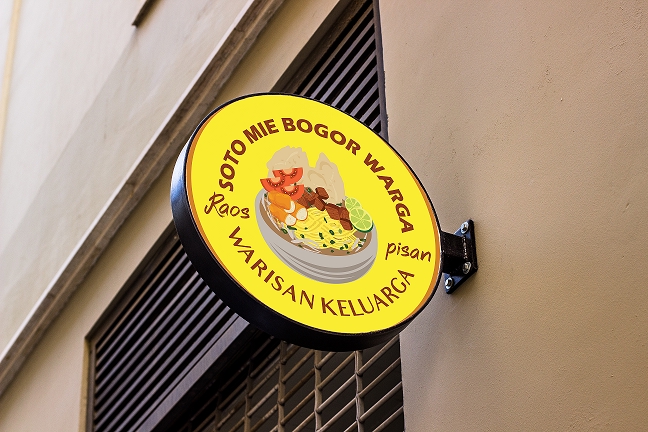 SOTO MIE BOGOR WARGA
Raos
pisan
WARISAN KELUARGA